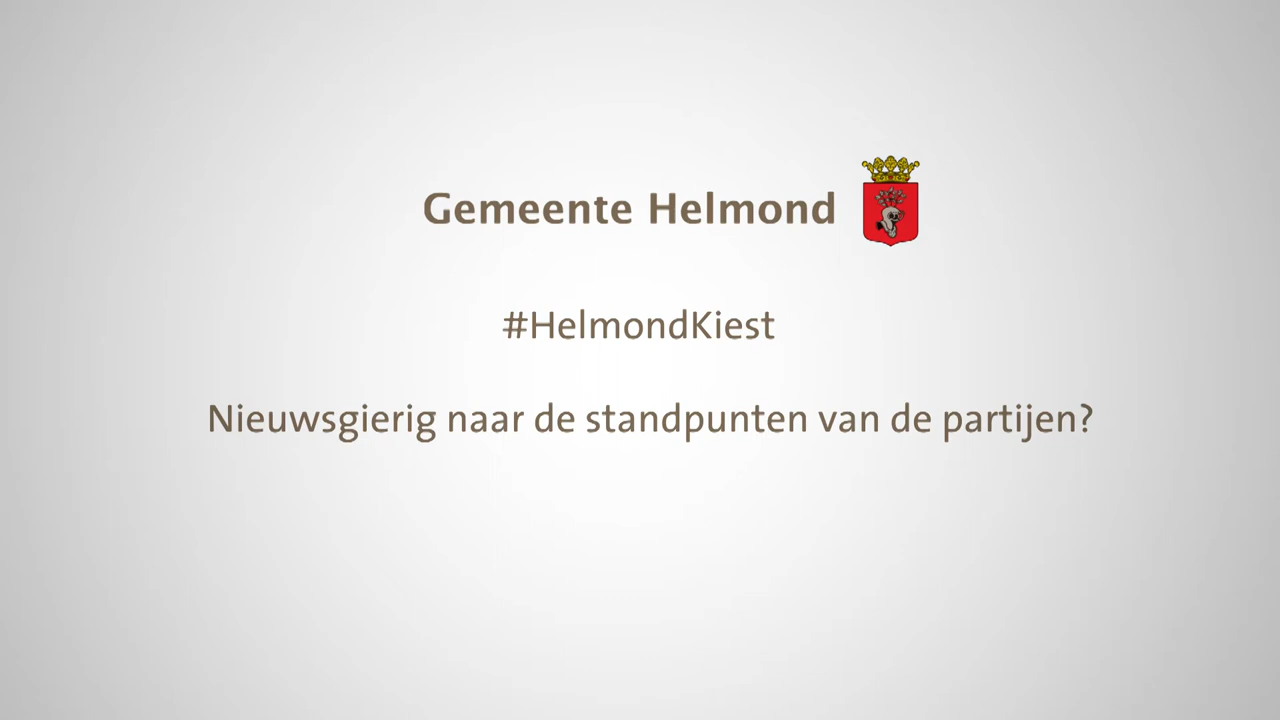 Gemeente Helmond
#HelmondKiest
Nieuwsgierig naar de standpunten van de partijen?